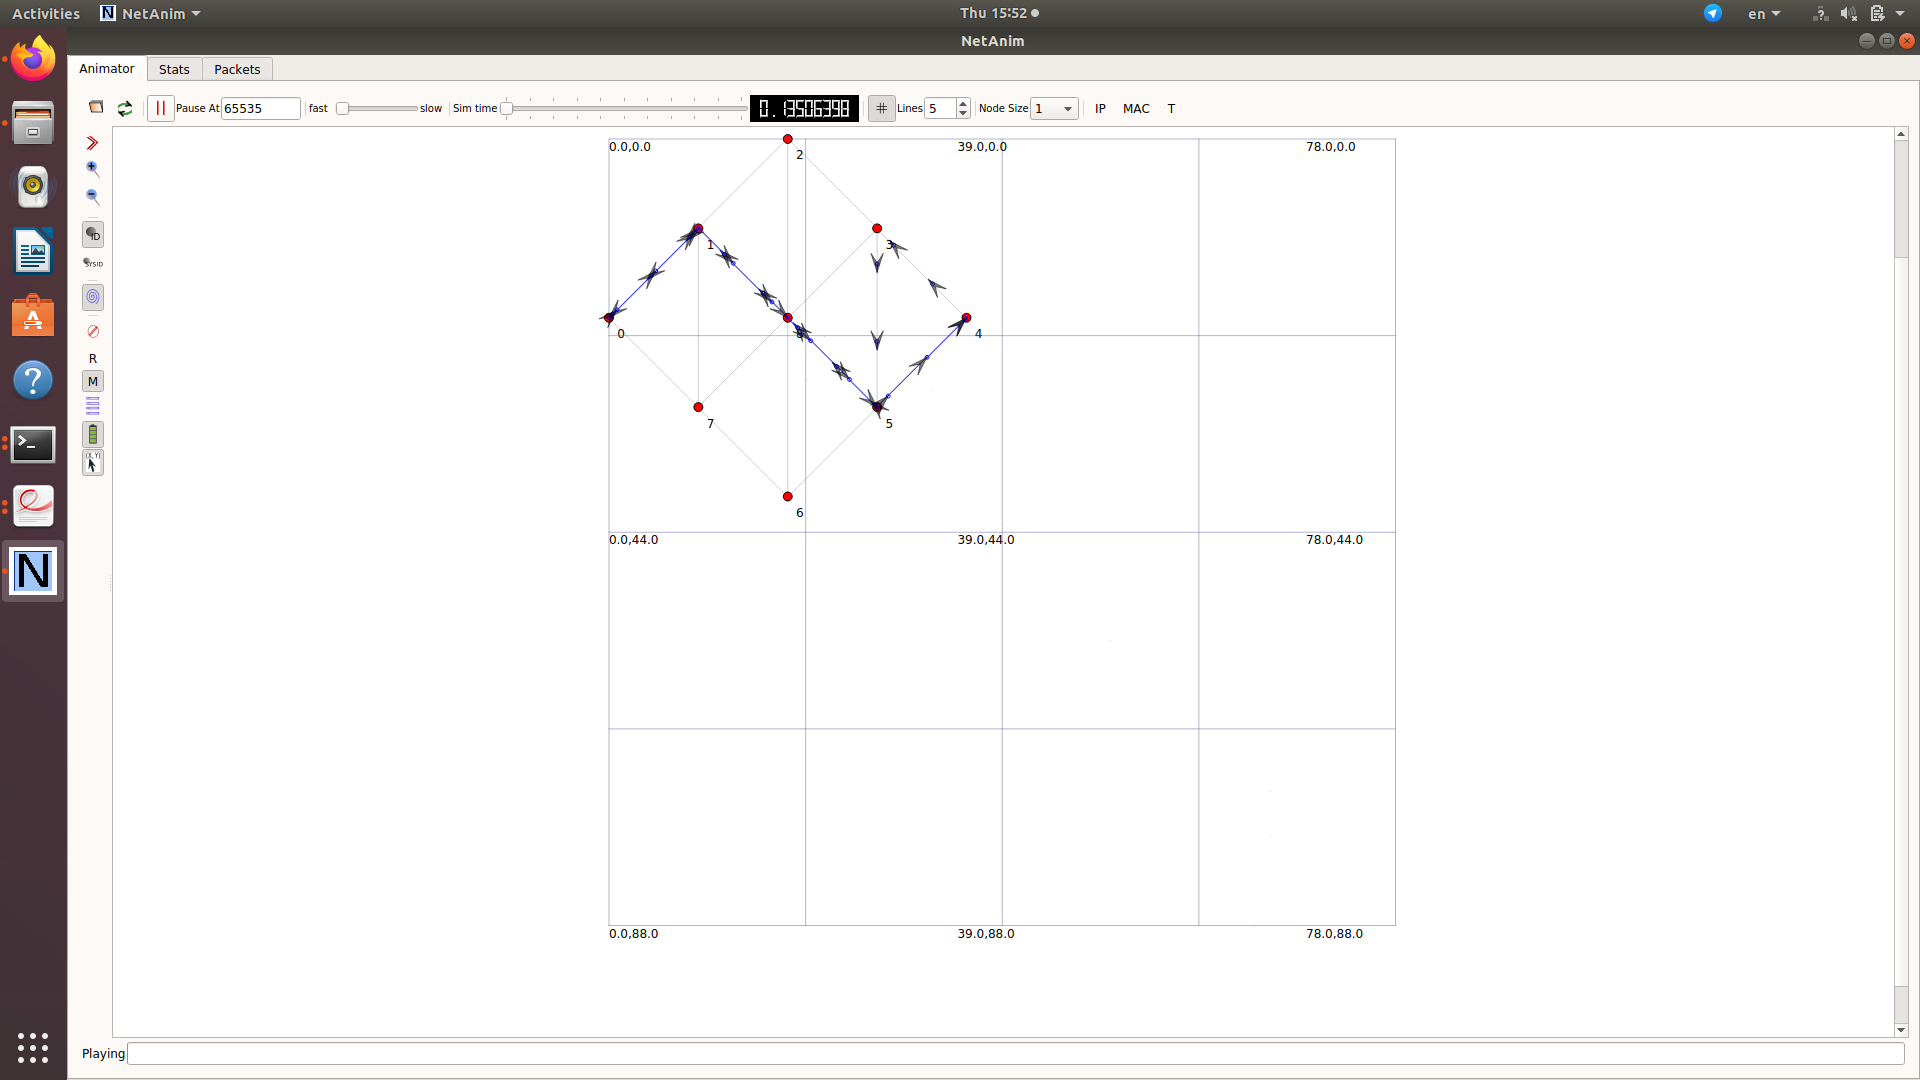 Activities NetAnim Thu 15:52 en
NetAnim
Animator Stats Packets
Pause At 65535 fast slow Sim time 0.13506398 Lines 5 Node Size 1 IP MAC T
0.0,0.0 39.0,0.0 78.0,0.0
2
1 3
ID
SYSID
0 4
R
M
7 5
(X, Y)
6
0.0,44.0 39.0,44.0 78.0,44.0
N
0.0,88.0 39.0,88.0 78.0,88.0
Playing